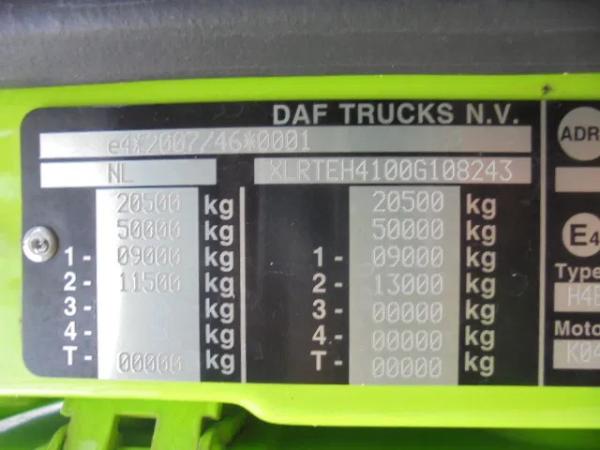 DAF TRUCKS N.V.
e4*2007/46*0001
NL XLRTEH4100G108243
20500 kg 20500 kg
50000 kg 50000 kg
1- 09000 kg 1- 09000 kg
2- 11500 kg 2- 13000 kg
3- kg 3- 00000 kg
4- kg 4- 00000 kg
T- 00000 kg T- 00000 kg
ADR
E4
Type
Moto
K04